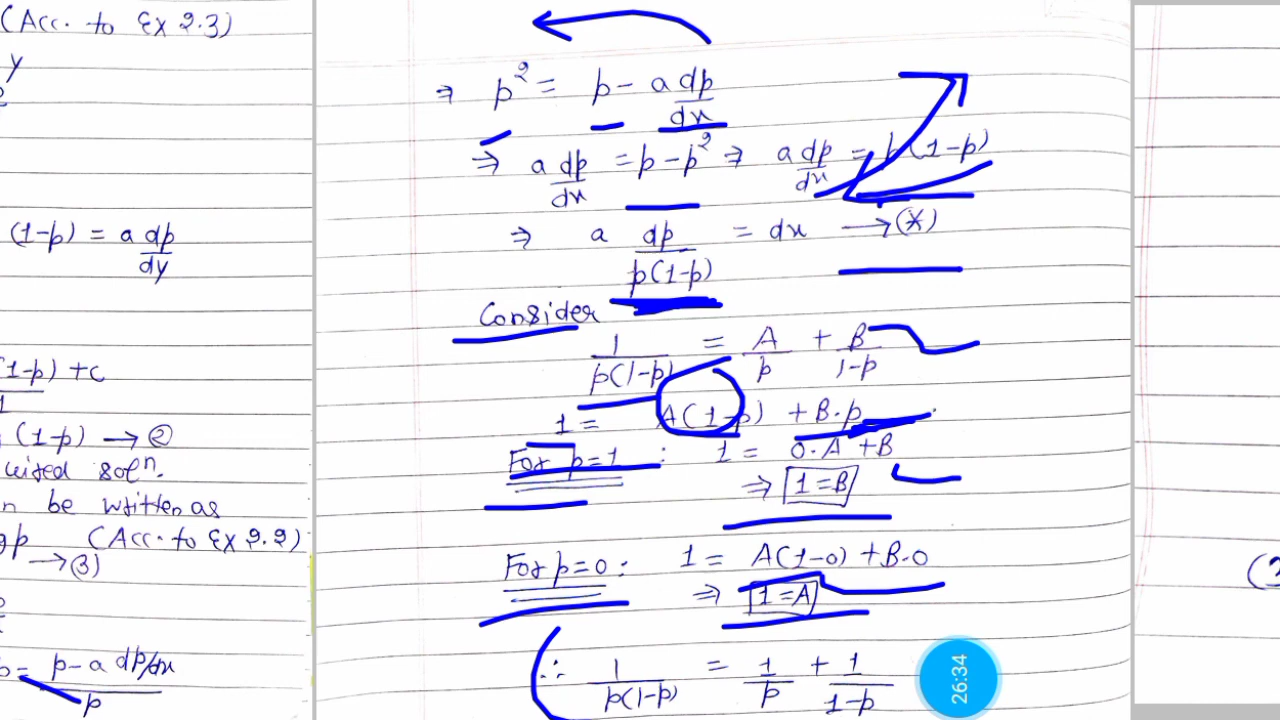 (Acc. to Ex 2.3)
y
(1-p) = a dp/dy
(1-p) + c
1
(1-p) → ②
solⁿ.
n be written as
p (Acc. to Ex 2.2)
→ (3)
= p - a dp/dx
p
⇒ p² = p - a dp/dx
⇒ a dp/dx = p - p² ⇒ a dp/dx = p(1-p)
⇒ a dp/p(1-p) = dx → (*)
Consider
1/p(1-p) = A/p + B/1-p
1 = A(1-p) + B.p
For p=1 : 1 = 0.A + B
⇒ 1=B
For p=0 : 1 = A(1-0) + B.0
⇒ 1=A
∴ 1/p(1-p) = 1/p + 1/1-p
26:34